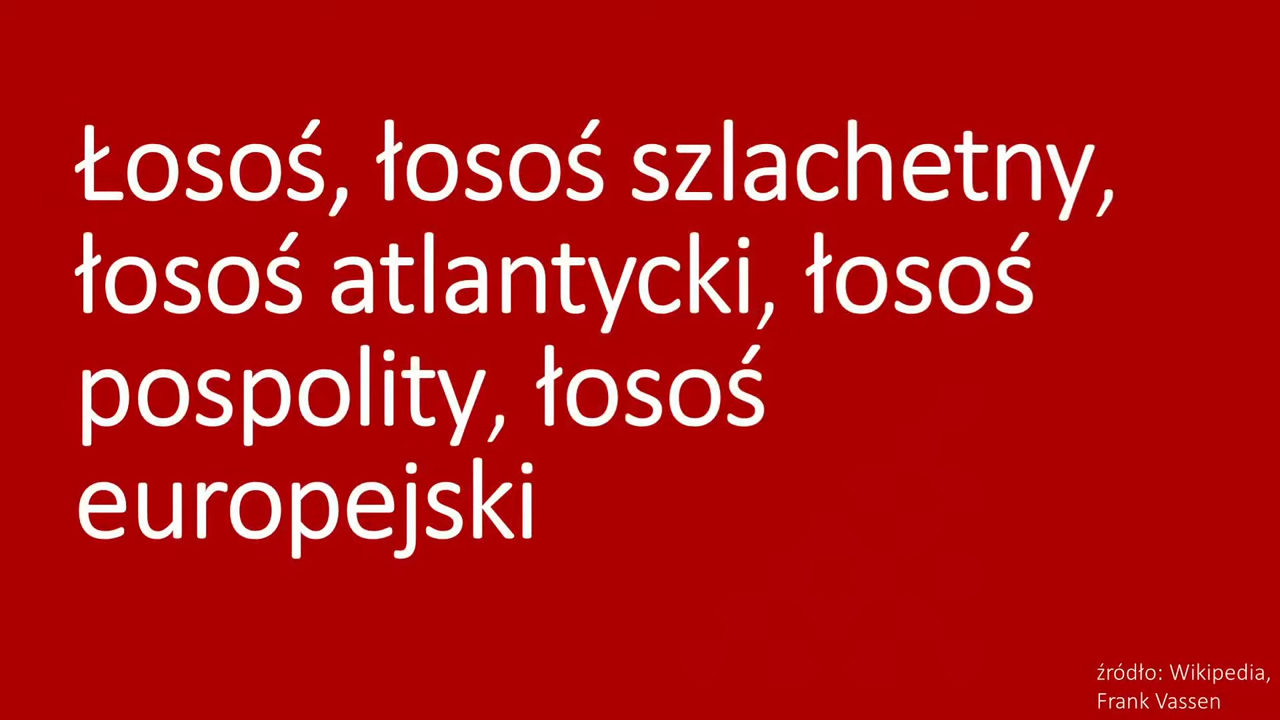 Łosoś, łosoś szlachetny,
łosoś atlantycki, łosoś
pospolity, łosoś
europejski
źródło: Wikipedia,
Frank Vassen